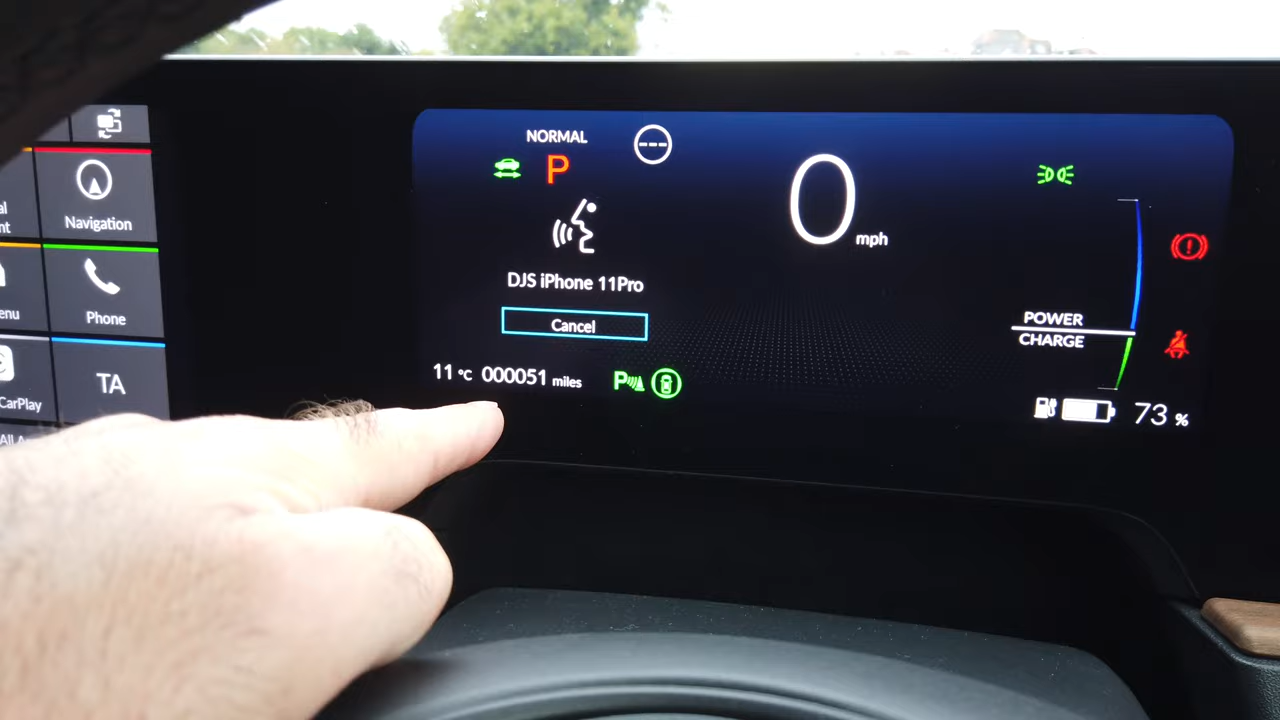 Navigation
Phone
CarPlay
TA
NORMAL
P
DJS iPhone 11Pro
Cancel
11 °C 000051 miles
P
0 mph
POWER
CHARGE
73 %